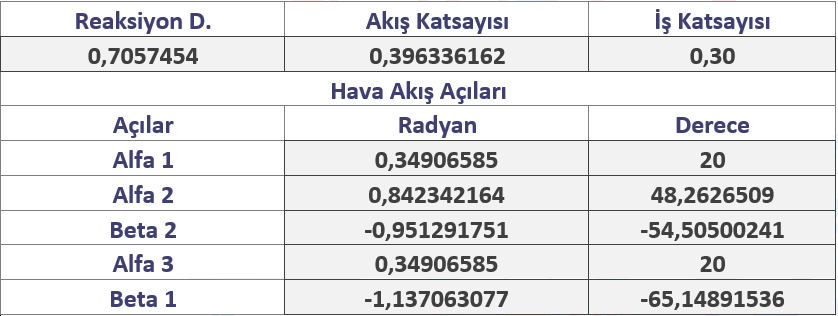 Reaksiyon D. Akış Katsayısı İş Katsayısı
0,7057454 0,396336162 0,30
Hava Akış Açıları
Açılar Radyan Derece
Alfa 1 0,34906585 20
Alfa 2 0,842342164 48,2626509
Beta 2 -0,951291751 -54,50500241
Alfa 3 0,34906585 20
Beta 1 -1,137063077 -65,14891536